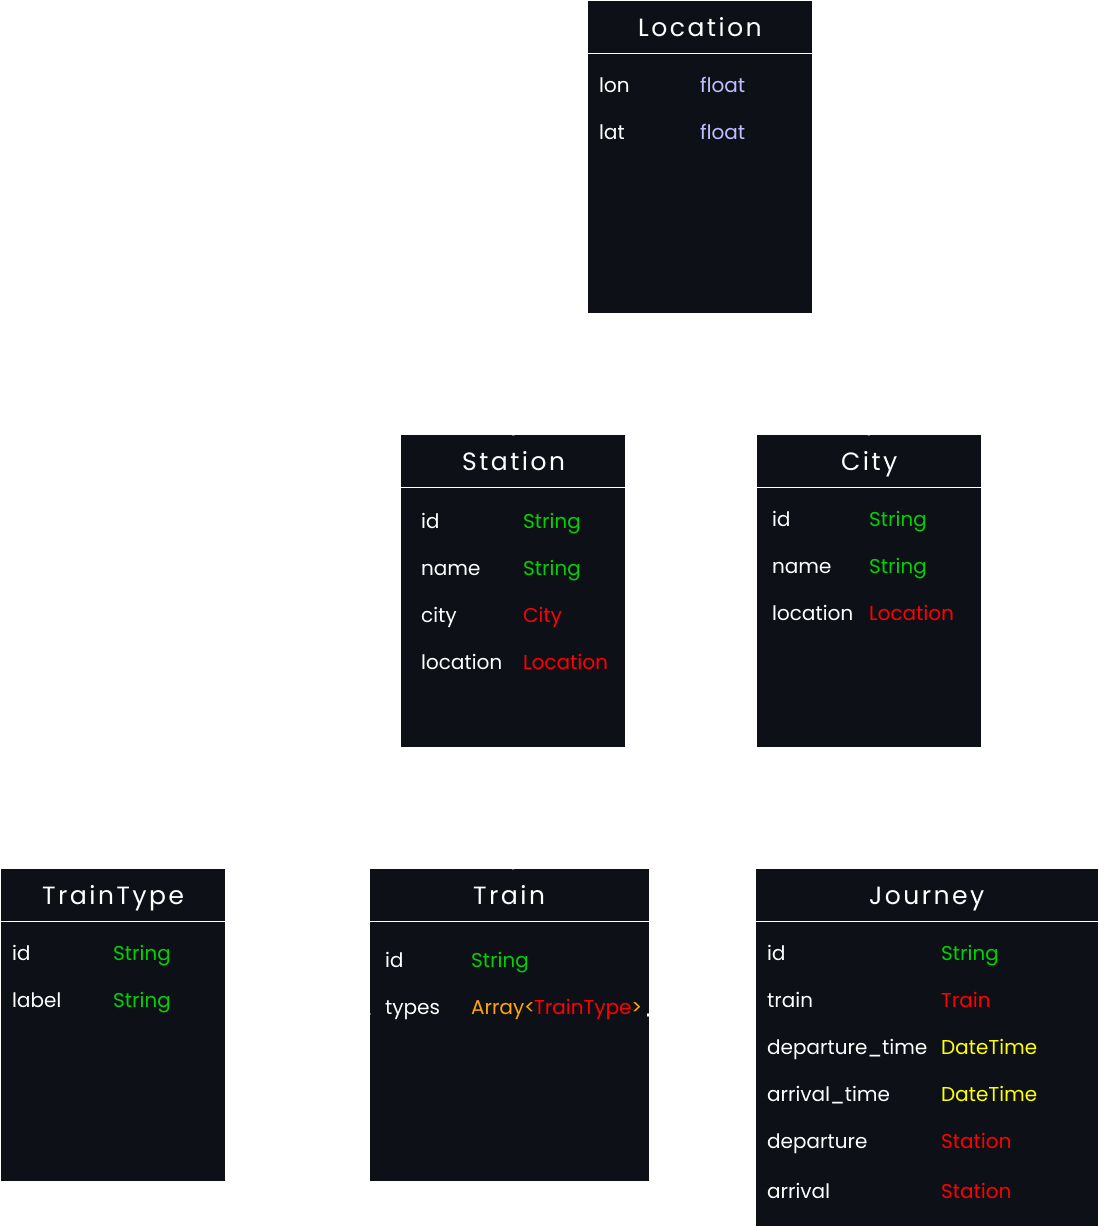 Location
lon float
lat float
Station
id String
name String
city City
location Location
City
id String
name String
location Location
TrainType
id String
label String
Train
id String
types Array<TrainType>
Journey
id String
train Train
departure_time DateTime
arrival_time DateTime
departure Station
arrival Station